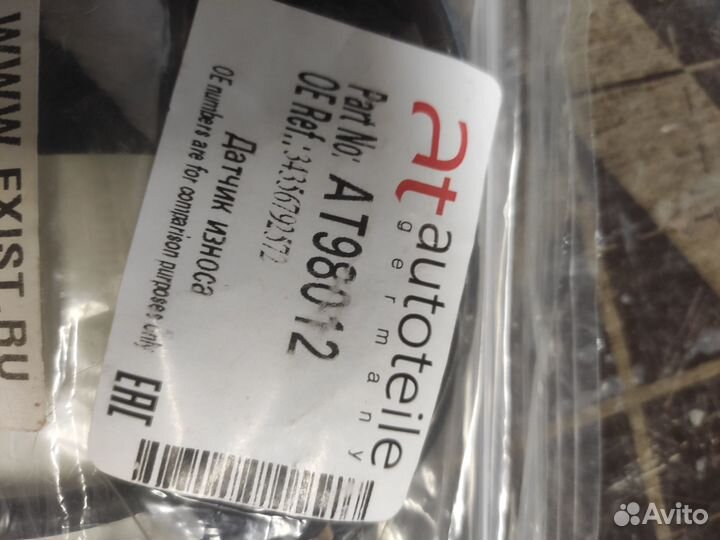 at autoteile
germany
Part No: AT98012
OE Ref.: 34356792572
Датчик износа
OE numbers are for comparison purposes only
EAC
WWW.EXIST.RU
Avito